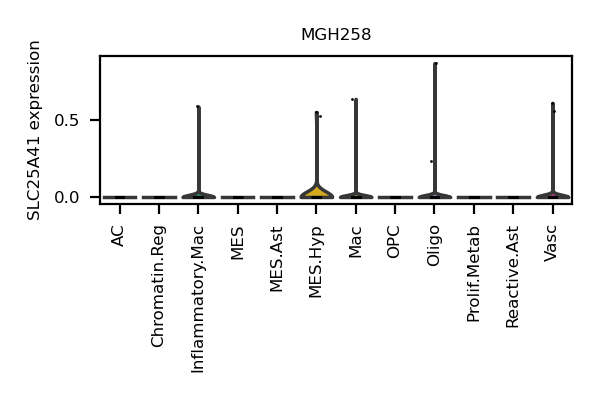 MGH258
SLC25A41 expression
0.5
0.0
AC
Chromatin.Reg
Inflammatory.Mac
MES
MES.Ast
MES.Hyp
Mac
OPC
Oligo
Prolif.Metab
Reactive.Ast
Vasc